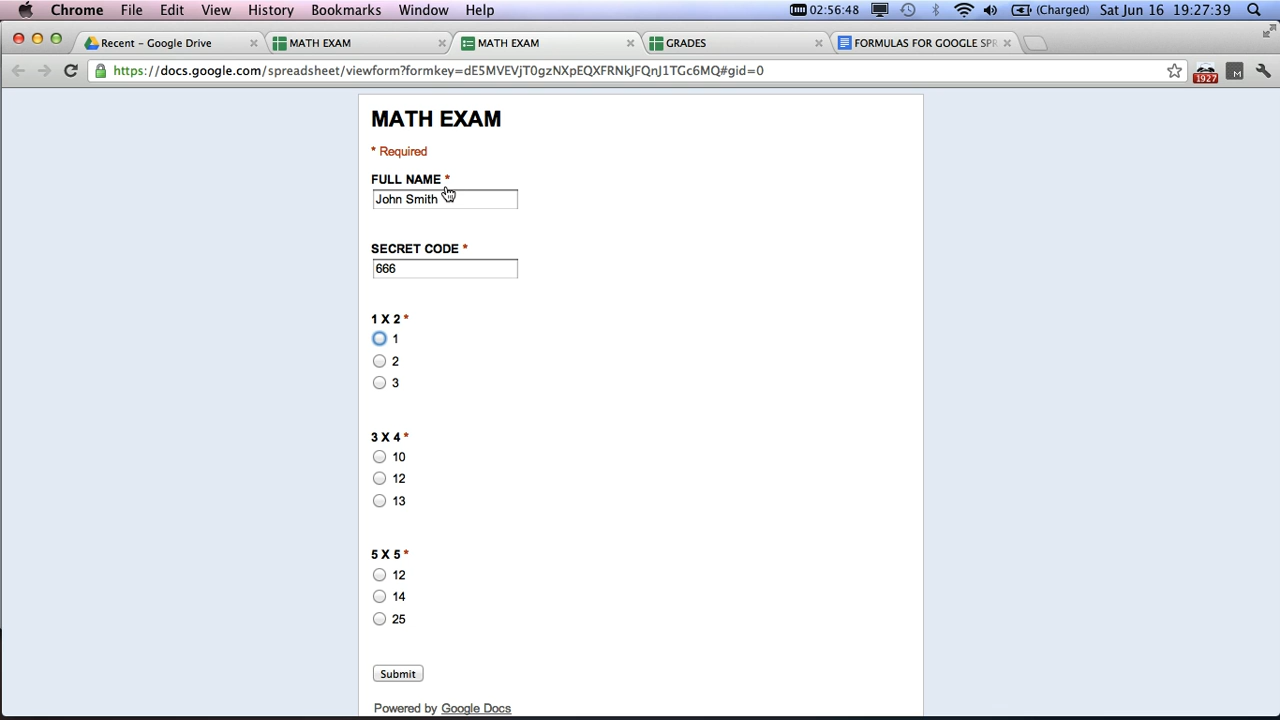 Chrome File Edit View History Bookmarks Window Help 02:56:48 (Charged) Sat Jun 16 19:27:39
Recent - Google Drive MATH EXAM MATH EXAM GRADES FORMULAS FOR GOOGLE SPR
https://docs.google.com/spreadsheet/viewform?formkey=dE5MVEVjT0gzNXpEQXFRNkJFQnJ1TGc6MQ#gid=0 1927 M
MATH EXAM
* Required
FULL NAME *
John Smith
SECRET CODE *
666
1 X 2 *
1
2
3
3 X 4 *
10
12
13
5 X 5 *
12
14
25
Submit
Powered by Google Docs